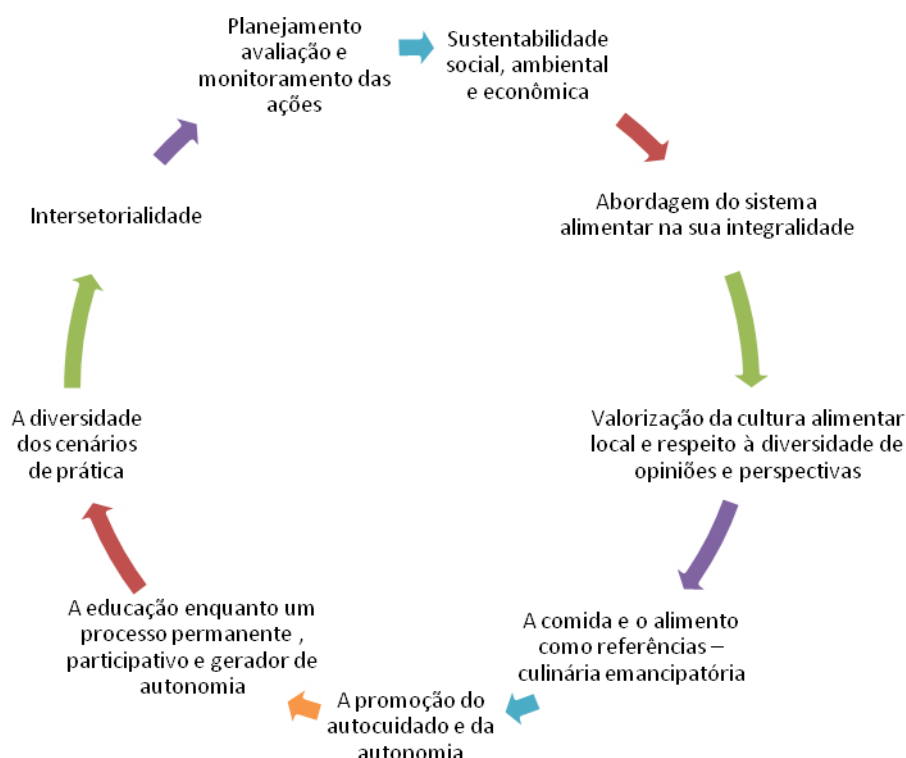 Planejamento
avaliação e
monitoramento das
ações
Sustentabilidade
social, ambiental
e econômica
Abordagem do sistema
alimentar na sua integralidade
Valorização da cultura alimentar
local e respeito à diversidade de
opiniões e perspectivas
A comida e o alimento
como referências –
culinária emancipatória
A promoção do
autocuidado e da
autonomia
A educação enquanto um
processo permanente ,
participativo e gerador de
autonomia
A diversidade
dos cenários
de prática
Intersetorialidade